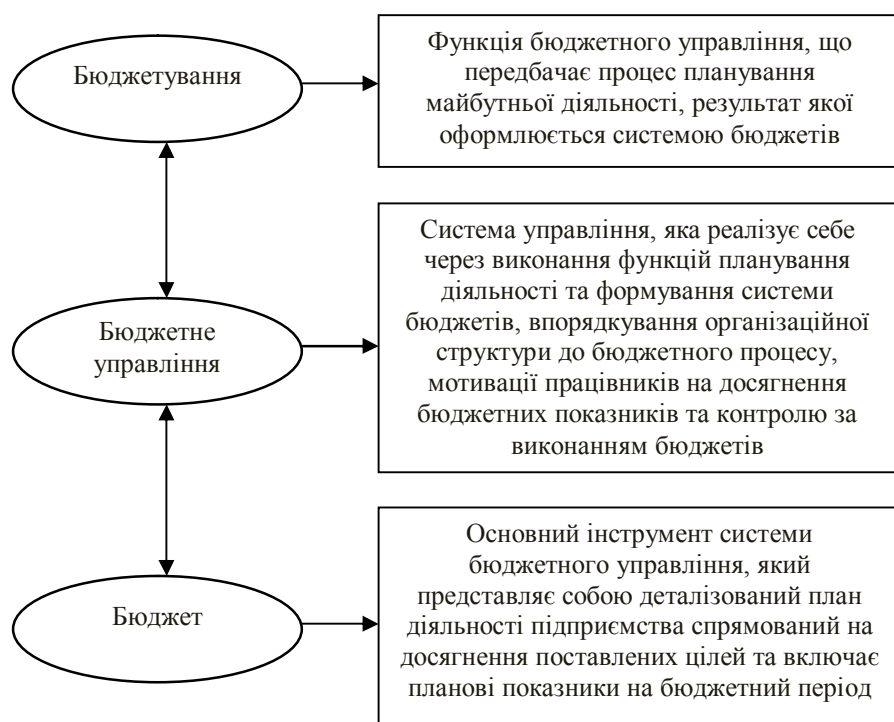 Бюджетування
Функція бюджетного управління, що
передбачає процес планування
майбутньої діяльності, результат якої
оформлюється системою бюджетів
Бюджетне
управління
Система управління, яка реалізує себе
через виконання функцій планування
діяльності та формування системи
бюджетів, впорядкування організаційної
структури до бюджетного процесу,
мотивації працівників на досягнення
бюджетних показників та контролю за
виконанням бюджетів
Бюджет
Основний інструмент системи
бюджетного управління, який
представляє собою деталізований план
діяльності підприємства спрямований на
досягнення поставлених цілей та включає
планові показники на бюджетний період